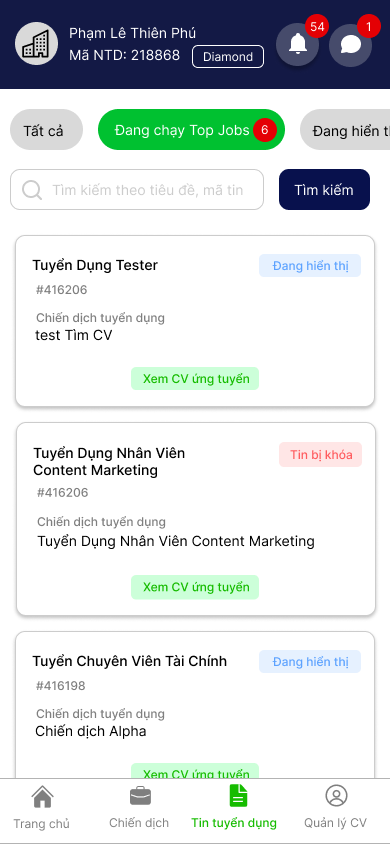 Phạm Lê Thiên Phú
Mã NTD: 218868
Diamond
54
1
Tất cả
Đang chạy Top Jobs 6
Đang hiển th
Tìm kiếm theo tiêu đề, mã tin
Tìm kiếm
Tuyển Dụng Tester
Đang hiển thị
#416206
Chiến dịch tuyển dụng
test Tìm CV
Xem CV ứng tuyển
Tuyển Dụng Nhân Viên
Content Marketing
Tin bị khóa
#416206
Chiến dịch tuyển dụng
Tuyển Dụng Nhân Viên Content Marketing
Xem CV ứng tuyển
Tuyển Chuyên Viên Tài Chính
Đang hiển thị
#416198
Chiến dịch tuyển dụng
Chiến dịch Alpha
Xem CV ứng tuyển
Trang chủ
Chiến dịch
Tin tuyển dụng
Quản lý CV